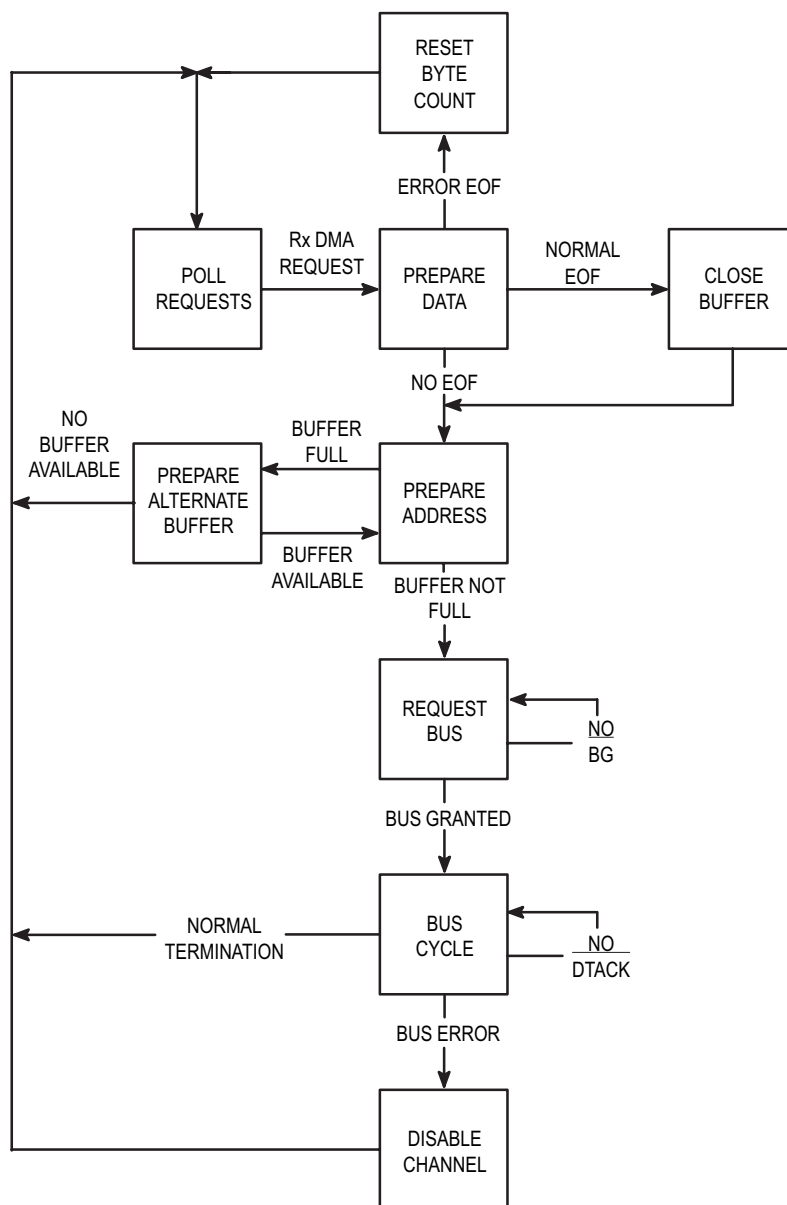 RESET
BYTE
COUNT
ERROR EOF
Rx DMA
REQUEST
NORMAL
EOF
POLL
REQUESTS
PREPARE
DATA
CLOSE
BUFFER
NO EOF
NO
BUFFER
AVAILABLE
BUFFER
FULL
PREPARE
ALTERNATE
BUFFER
PREPARE
ADDRESS
BUFFER
AVAILABLE
BUFFER NOT
FULL
REQUEST
BUS
NO
BG
BUS GRANTED
NORMAL
TERMINATION
BUS
CYCLE
NO
DTACK
BUS ERROR
DISABLE
CHANNEL